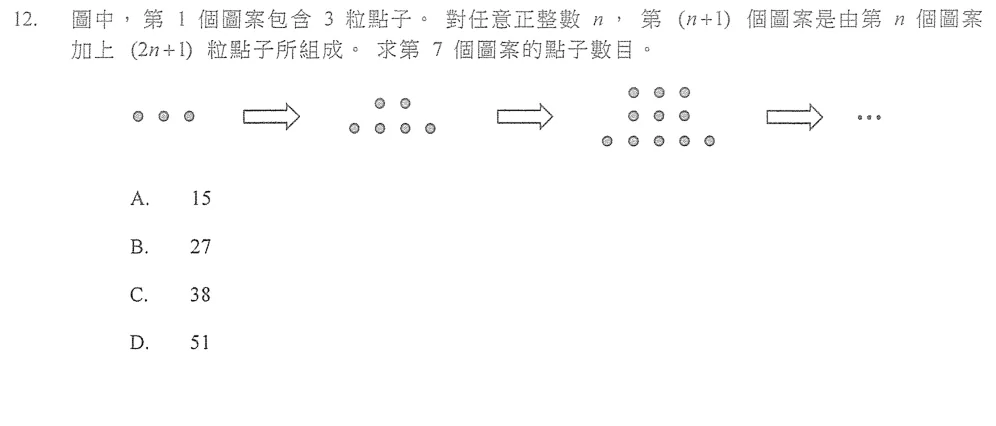 12. 圖中，第 1 個圖案包含 3 粒點子。 對任意正整數 n， 第 (n+1) 個圖案是由第 n 個圖案
加上 (2n+1) 粒點子所組成。 求第 7 個圖案的點子數目。
...
A. 15
B. 27
C. 38
D. 51